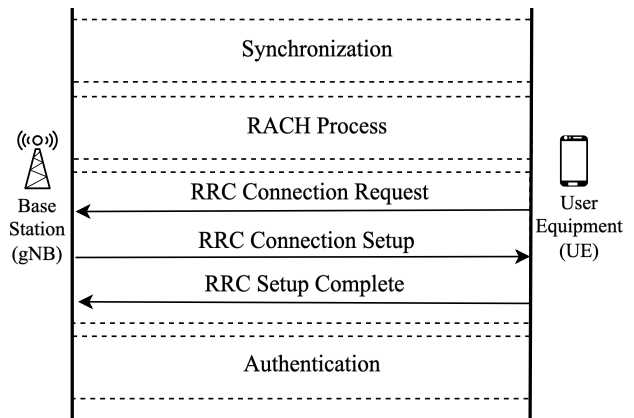 Synchronization
RACH Process
RRC Connection Request
RRC Connection Setup
RRC Setup Complete
Authentication
Base
Station
(gNB)
User
Equipment
(UE)